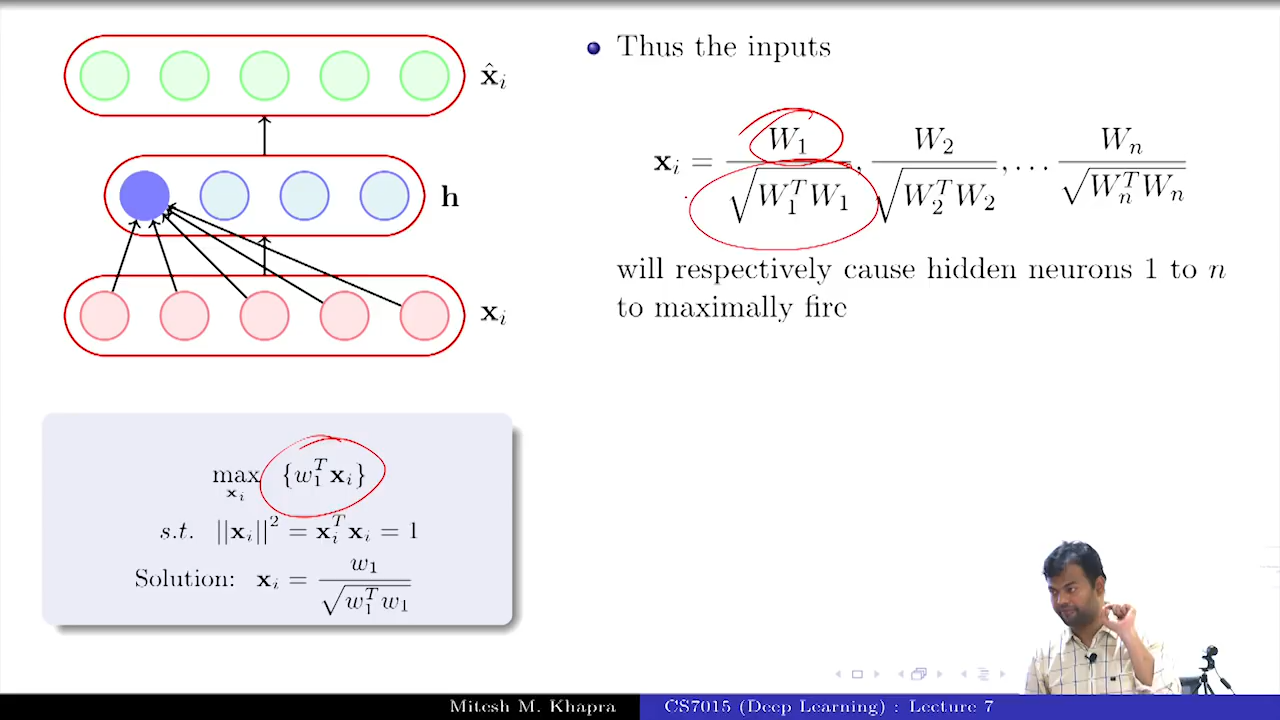 x̂ᵢ
h
xᵢ
• Thus the inputs
xᵢ = W₁ / √(W₁ᵀW₁), W₂ / √(W₂ᵀW₂), … Wₙ / √(WₙᵀWₙ)
will respectively cause hidden neurons 1 to n
to maximally fire
max {w₁ᵀxᵢ}
xᵢ
s.t. ||xᵢ||² = xᵢᵀxᵢ = 1
Solution: xᵢ = w₁ / √(w₁ᵀw₁)
Mitesh M. Khapra
CS7015 (Deep Learning) : Lecture 7